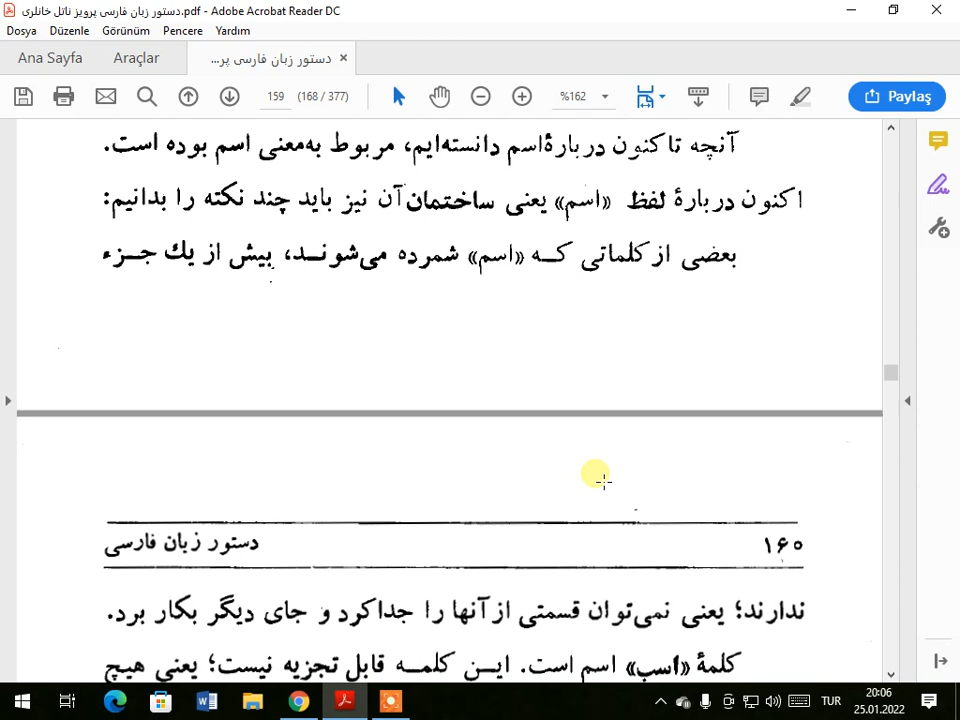 دستور زبان فارسی پرویز ناتل خانلری.pdf - Adobe Acrobat Reader DC
Dosya Düzenle Görünüm Pencere Yardım
Ana Sayfa Araçlar دستور زبان فارسی پر...
159 (168 / 377) %162 Paylaş
آنچه تاکنون دربارهٔ اسم دانسته‌ایم، مربوط به‌معنی اسم بوده است.
اکنون دربارهٔ لفظ «اسم» یعنی ساختمان آن نیز باید چند نکته را بدانیم:
بعضی از کلماتی که «اسم» شمرده می‌شوند، بیش از یك جزء
۱۶۰ دستور زبان فارسی
ندارند؛ یعنی نمی‌توان قسمتی از آنها را جدا کرد و جای دیگر بکار برد.
کلمهٔ «اسب» اسم است. این کلمه قابل تجزیه نیست؛ یعنی هیچ
TUR
20:06
25.01.2022